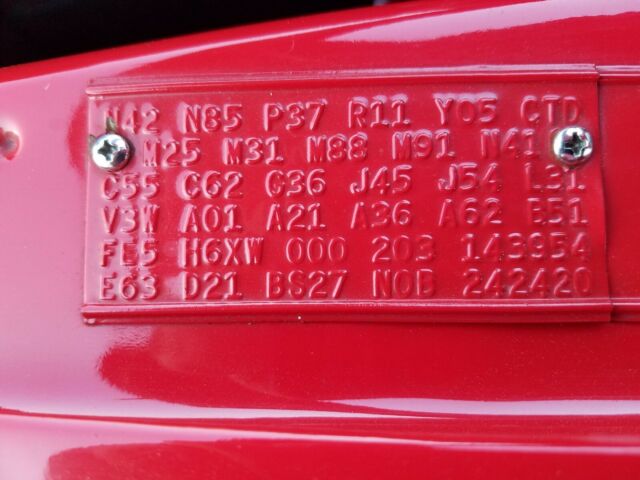 N42 N85 P37 R11 Y05 CTD
M25 M31 M88 M91 N41
C55 C62 G36 J45 J54 L31
V3W A01 A21 A36 A62 B51
FE5 H6XW 000 203 143954
E63 D21 BS27 N0B 242420